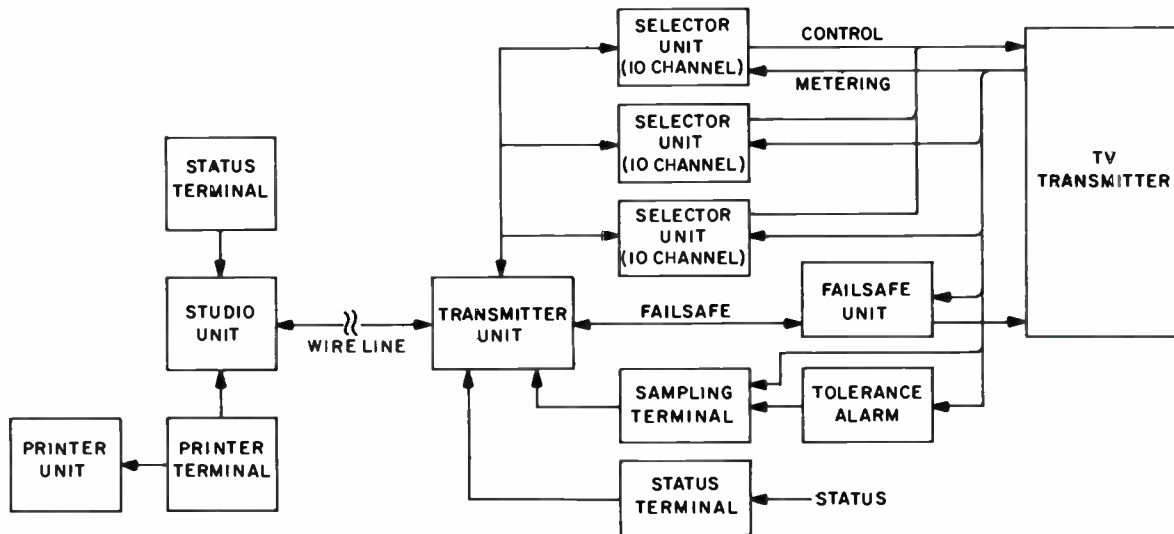 SELECTOR
UNIT
(10 CHANNEL)
CONTROL
METERING
SELECTOR
UNIT
(10 CHANNEL)
SELECTOR
UNIT
(10 CHANNEL)
TV
TRANSMITTER
STATUS
TERMINAL
STUDIO
UNIT
WIRE LINE
TRANSMITTER
UNIT
FAILSAFE
FAILSAFE
UNIT
SAMPLING
TERMINAL
TOLERANCE
ALARM
PRINTER
UNIT
PRINTER
TERMINAL
STATUS
TERMINAL
STATUS